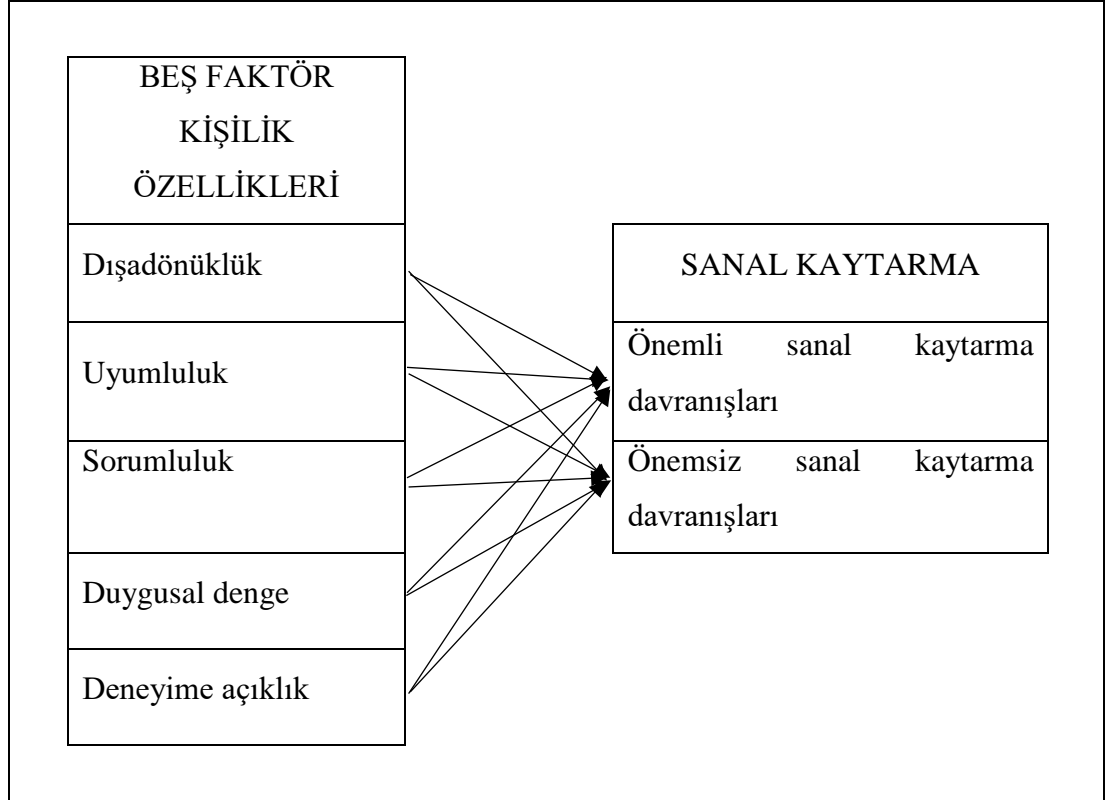 BEŞ FAKTÖR
KİŞİLİK
ÖZELLİKLERİ
Dışadönüklük
Uyumluluk
Sorumluluk
Duygusal denge
Deneyime açıklık
SANAL KAYTARMA
Önemli sanal kaytarma
davranışları
Önemsiz sanal kaytarma
davranışları